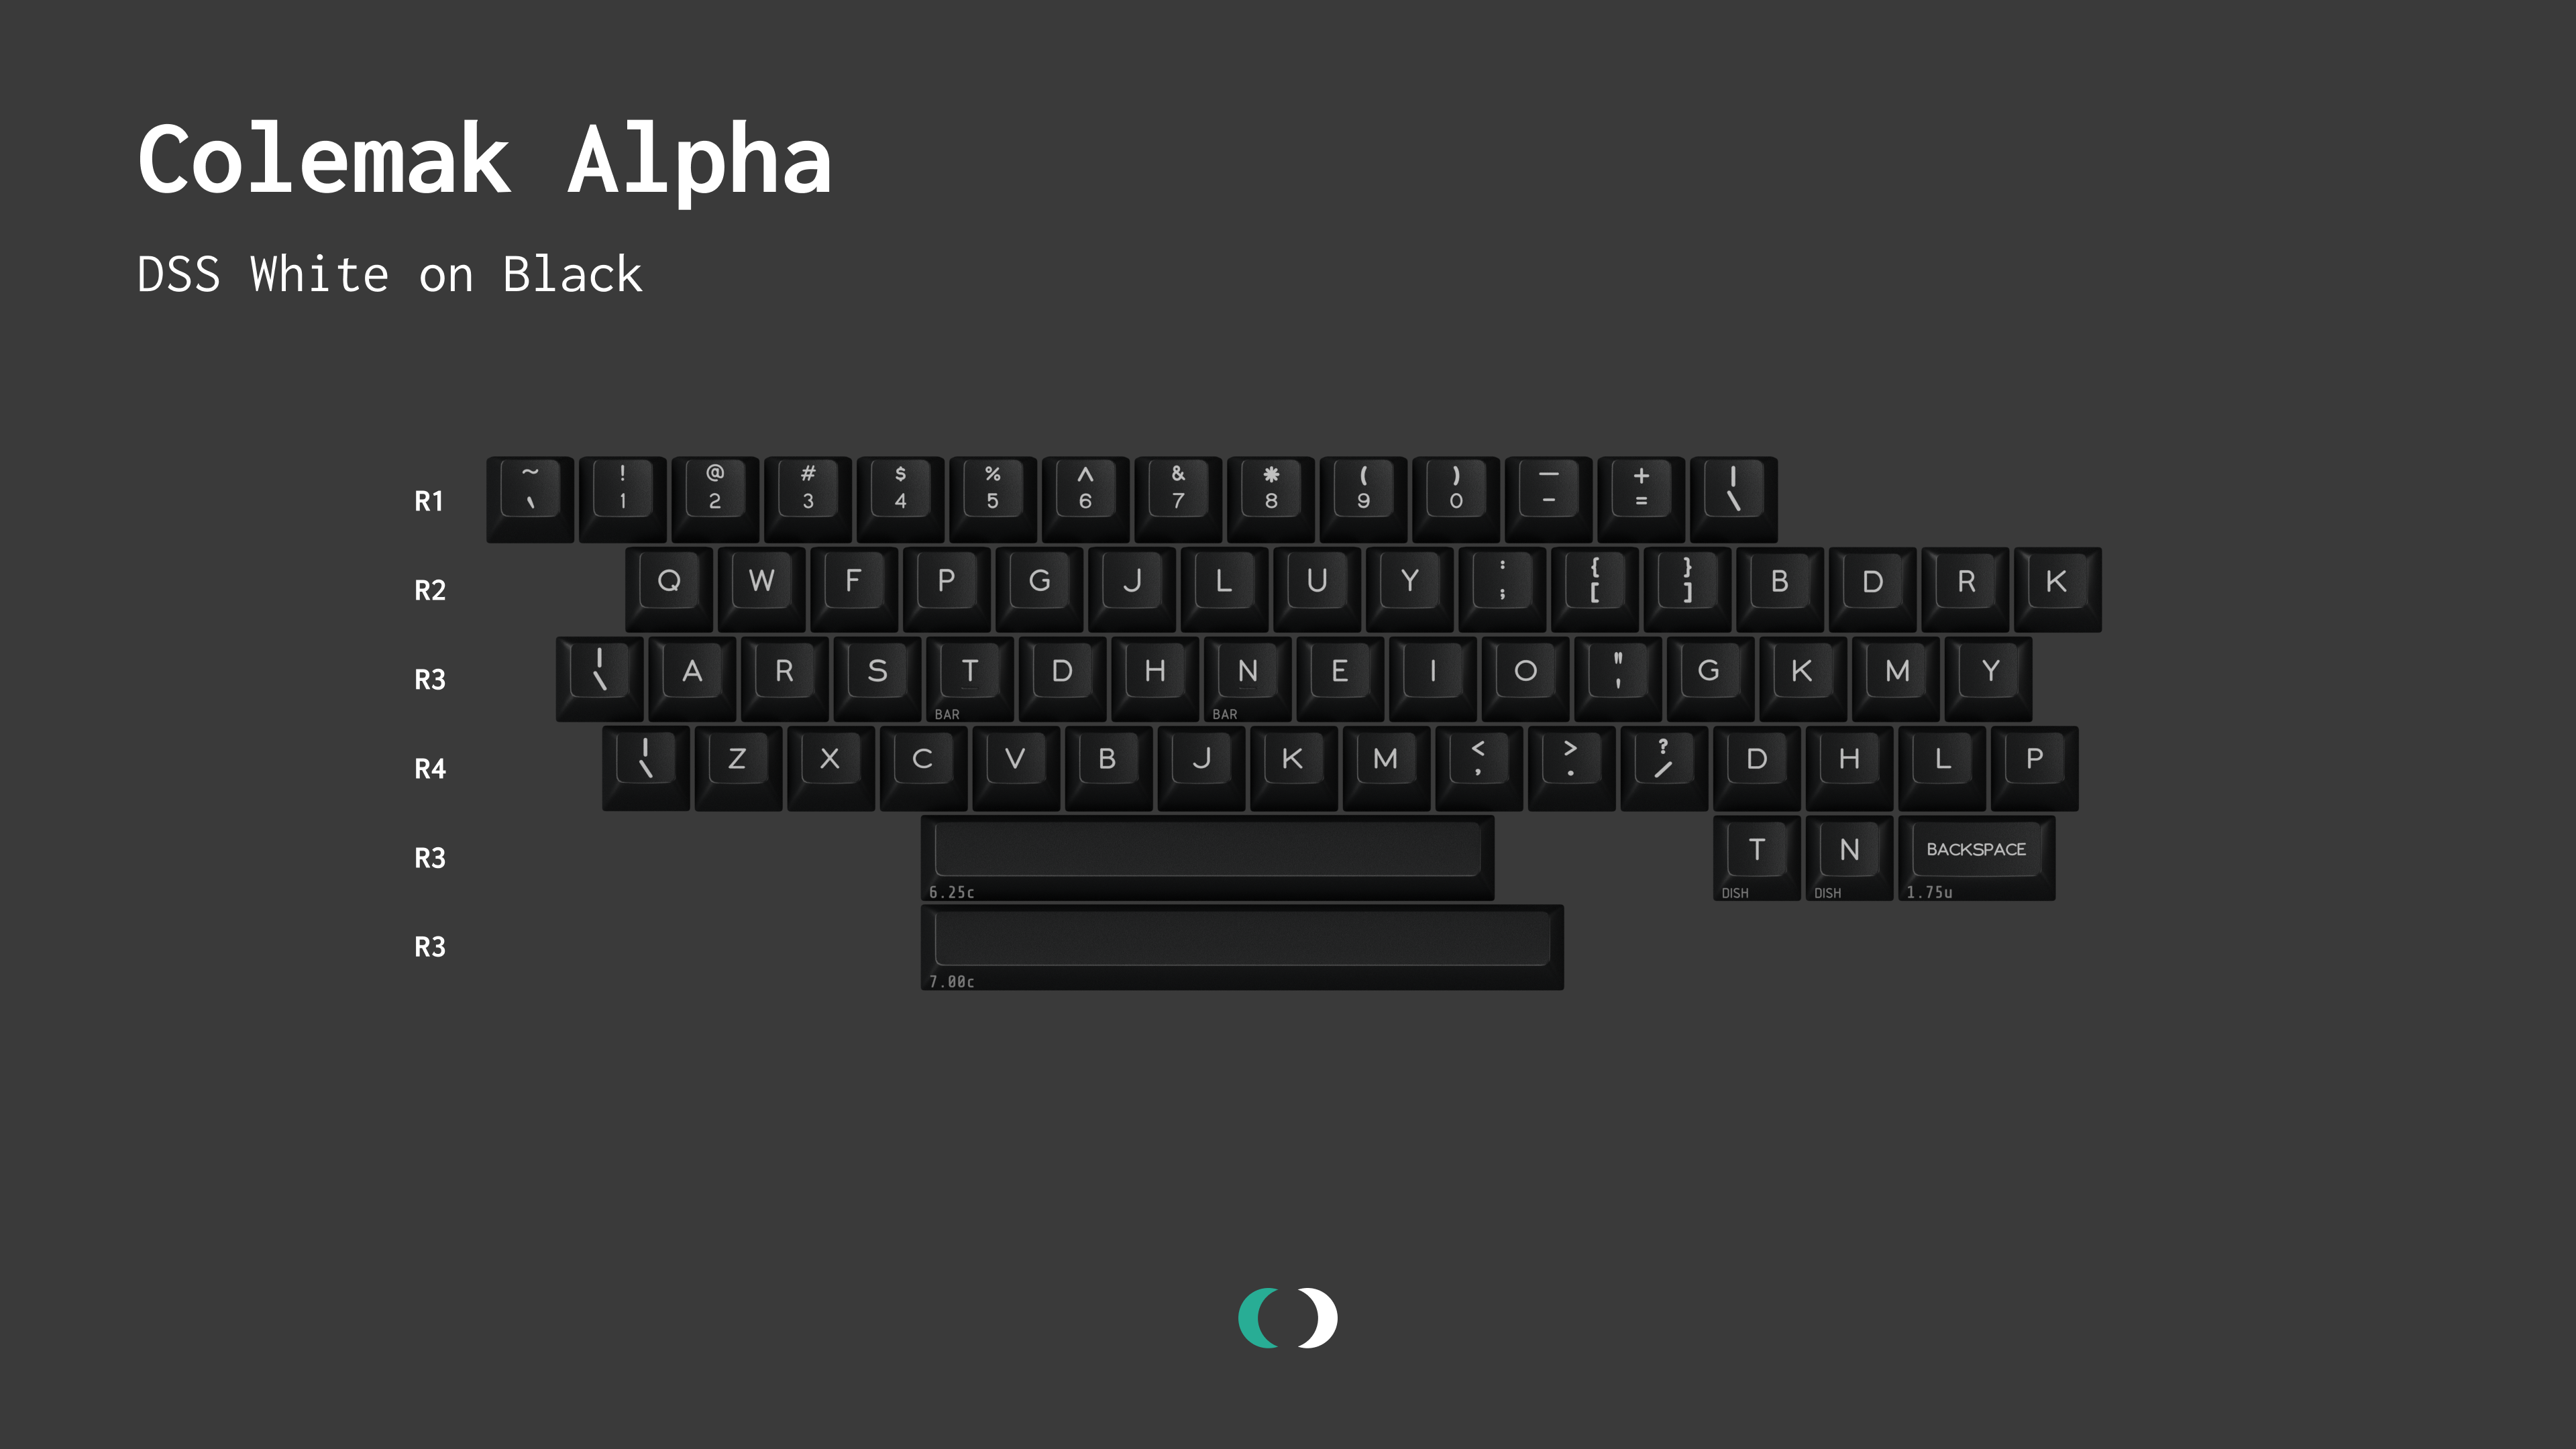 Colemak Alpha
DSS White on Black
R1 ~ ` ! 1 @ 2 # 3 $ 4 % 5 ^ 6 & 7 * 8 ( 9 ) 0 — - + = | \
R2 Q W F P G J L U Y : ; { [ } ] B D R K
R3 | \ A R S T D H N E I O " ' G K M Y
BAR BAR
R4 | \ Z X C V B J K M < , > . ? / D H L P
R3 T N BACKSPACE
6.25c DISH DISH 1.75u
R3
7.00c